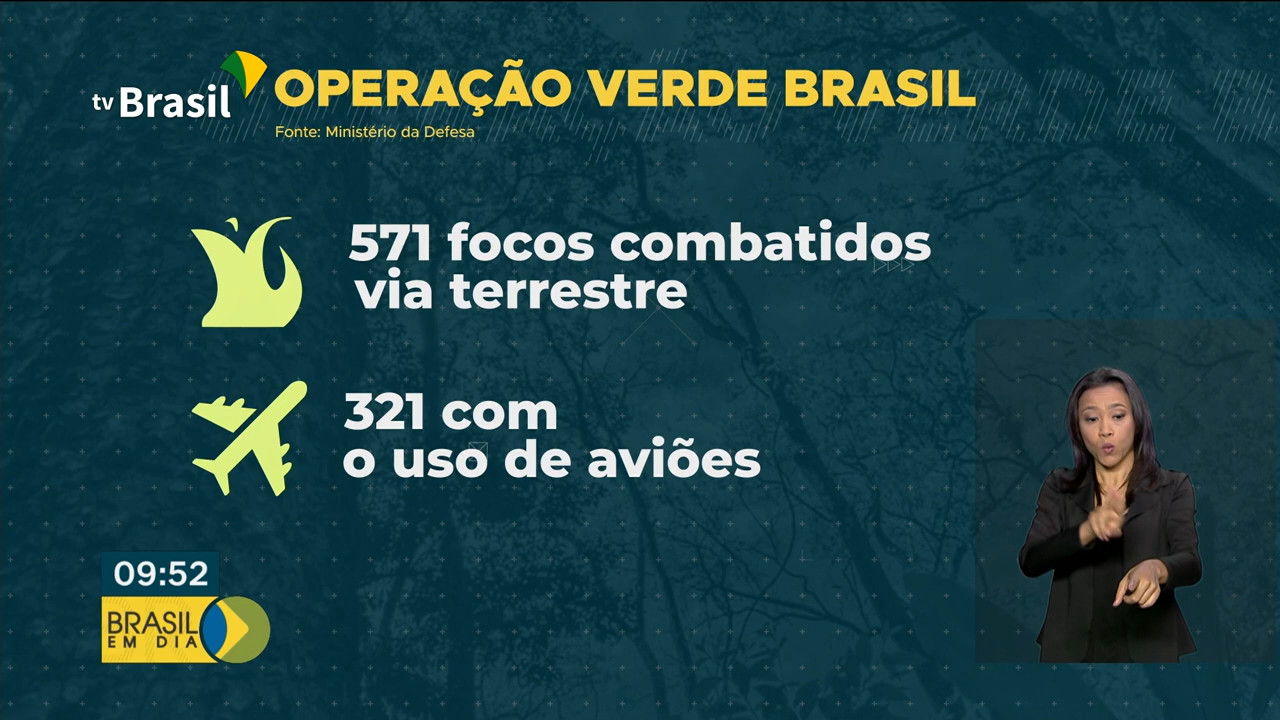 tv Brasil
OPERAÇÃO VERDE BRASIL
Fonte: Ministério da Defesa
571 focos combatidos
via terrestre
321 com
o uso de aviões
09:52
BRASIL
EM DIA